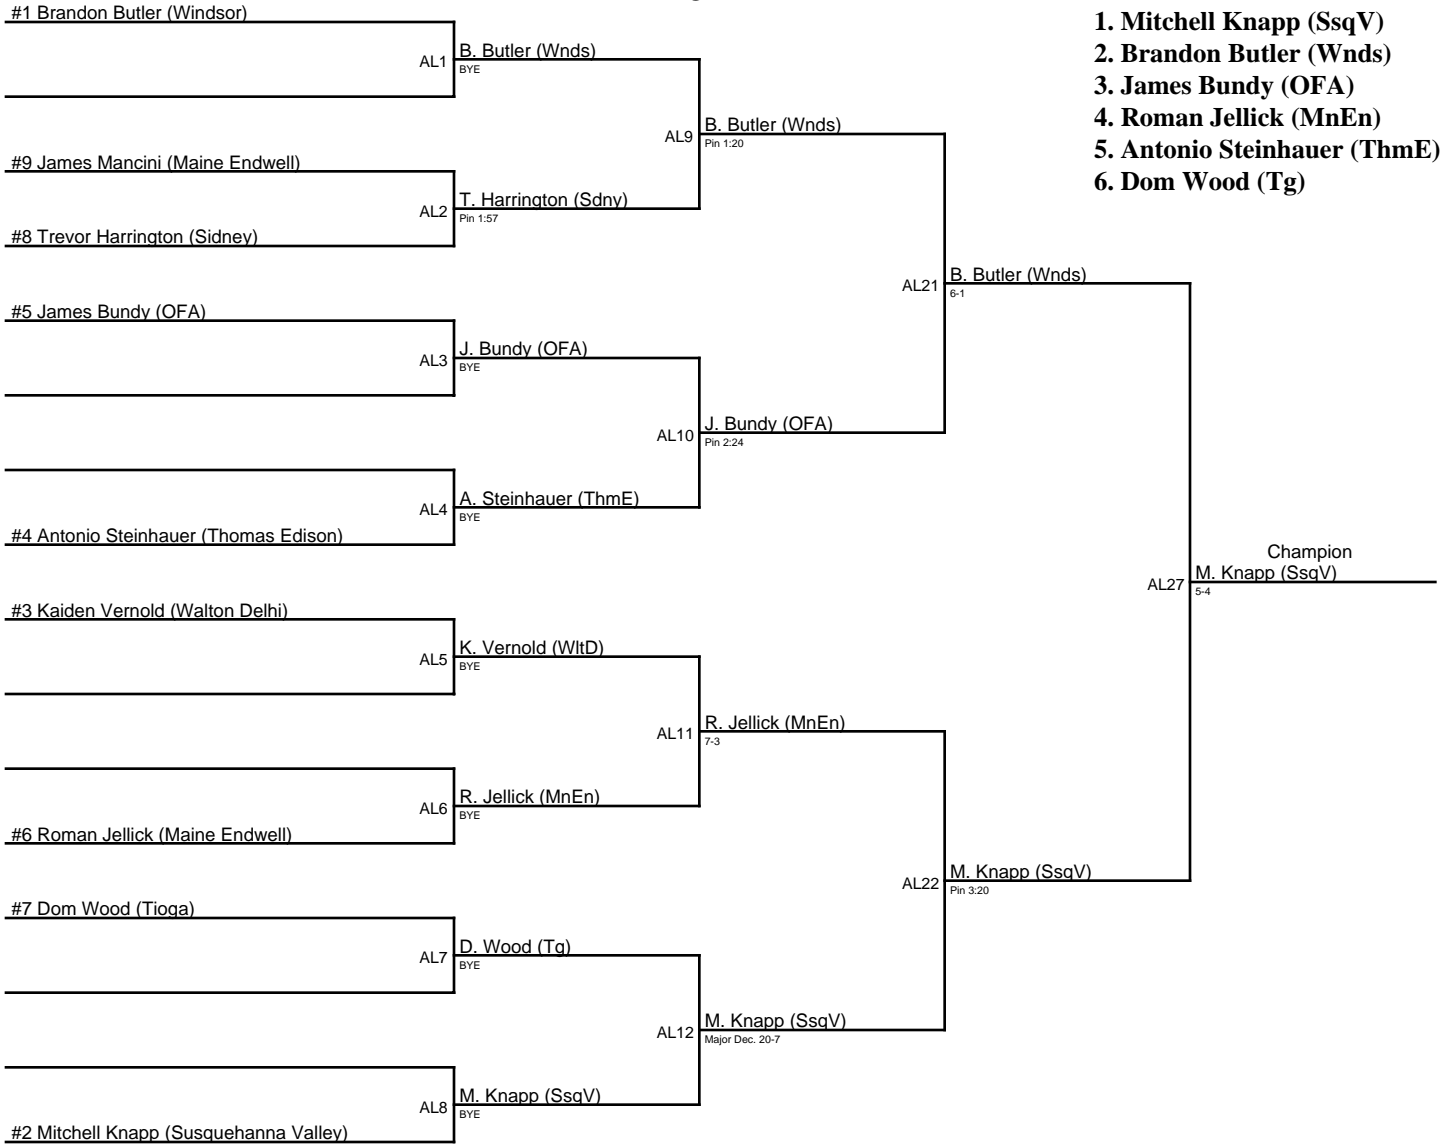 #1 Brandon Butler (Windsor)
1. Mitchell Knapp (SsqV)
2. Brandon Butler (Wnds)
3. James Bundy (OFA)
4. Roman Jellick (MnEn)
5. Antonio Steinhauer (ThmE)
6. Dom Wood (Tg)
AL1
B. Butler (Wnds)
BYE
AL9
B. Butler (Wnds)
Pin 1:20
#9 James Mancini (Maine Endwell)
AL2
T. Harrington (Sdny)
Pin 1:57
#8 Trevor Harrington (Sidney)
AL21
B. Butler (Wnds)
6-1
#5 James Bundy (OFA)
AL3
J. Bundy (OFA)
BYE
AL10
J. Bundy (OFA)
Pin 2:24
AL4
A. Steinhauer (ThmE)
BYE
#4 Antonio Steinhauer (Thomas Edison)
Champion
AL27
M. Knapp (SsqV)
5-4
#3 Kaiden Vernold (Walton Delhi)
AL5
K. Vernold (WltD)
BYE
AL11
R. Jellick (MnEn)
7-3
AL6
R. Jellick (MnEn)
BYE
#6 Roman Jellick (Maine Endwell)
AL22
M. Knapp (SsqV)
Pin 3:20
#7 Dom Wood (Tioga)
AL7
D. Wood (Tg)
BYE
AL12
M. Knapp (SsqV)
Major Dec. 20-7
AL8
M. Knapp (SsqV)
BYE
#2 Mitchell Knapp (Susquehanna Valley)